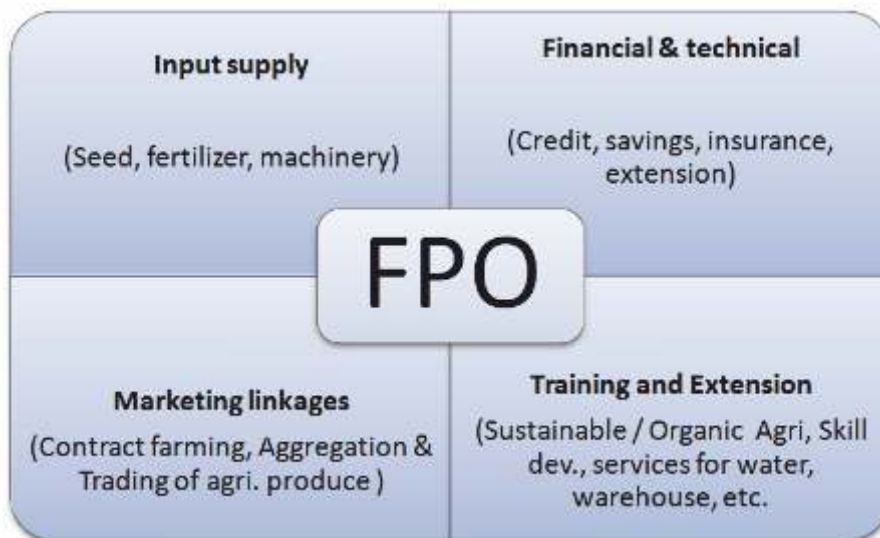 Input supply
(Seed, fertilizer, machinery)
Financial & technical
(Credit, savings, insurance,
extension)
FPO
Marketing linkages
(Contract farming, Aggregation &
Trading of agri. produce )
Training and Extension
(Sustainable / Organic  Agri, Skill
dev., services for water,
warehouse, etc.